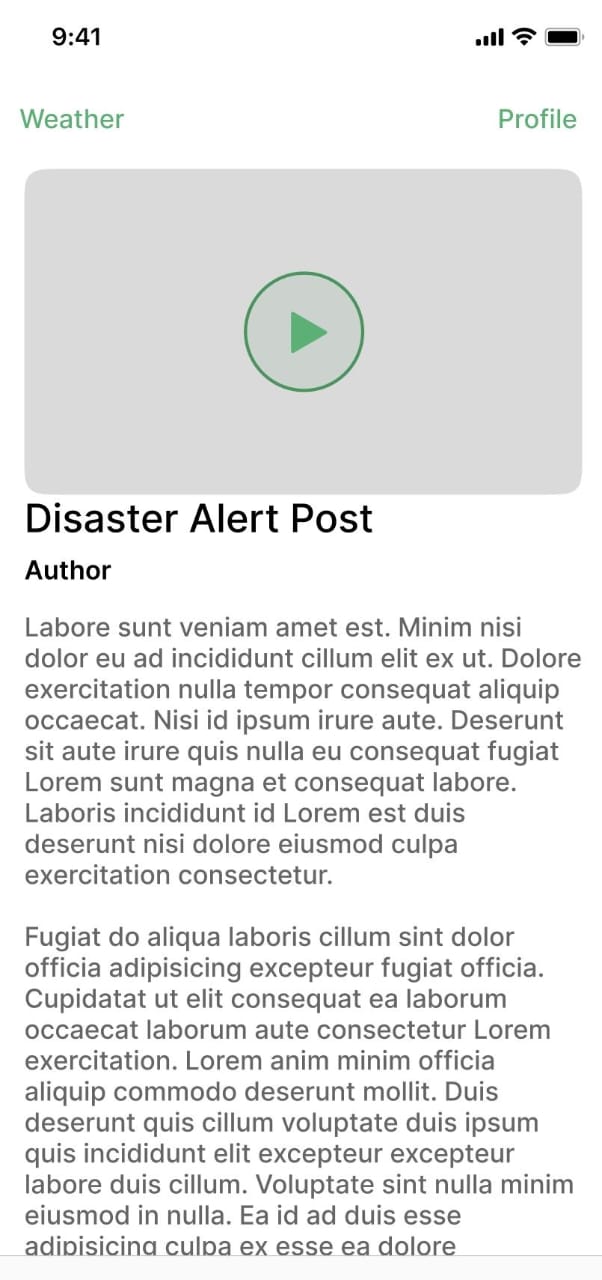 9:41
Weather
Profile
Disaster Alert Post
Author
Labore sunt veniam amet est. Minim nisi
dolor eu ad incididunt cillum elit ex ut. Dolore
exercitation nulla tempor consequat aliquip
occaecat. Nisi id ipsum irure aute. Deserunt
sit aute irure quis nulla eu consequat fugiat
Lorem sunt magna et consequat labore.
Laboris incididunt id Lorem est duis
deserunt nisi dolore eiusmod culpa
exercitation consectetur.
Fugiat do aliqua laboris cillum sint dolor
officia adipisicing excepteur fugiat officia.
Cupidatat ut elit consequat ea laborum
occaecat laborum aute consectetur Lorem
exercitation. Lorem anim minim officia
aliquip commodo deserunt mollit. Duis
deserunt quis cillum voluptate duis ipsum
quis incididunt elit excepteur excepteur
labore duis cillum. Voluptate sint nulla minim
eiusmod in nulla. Ea id ad duis esse
adipisicing culpa ex esse ea dolore